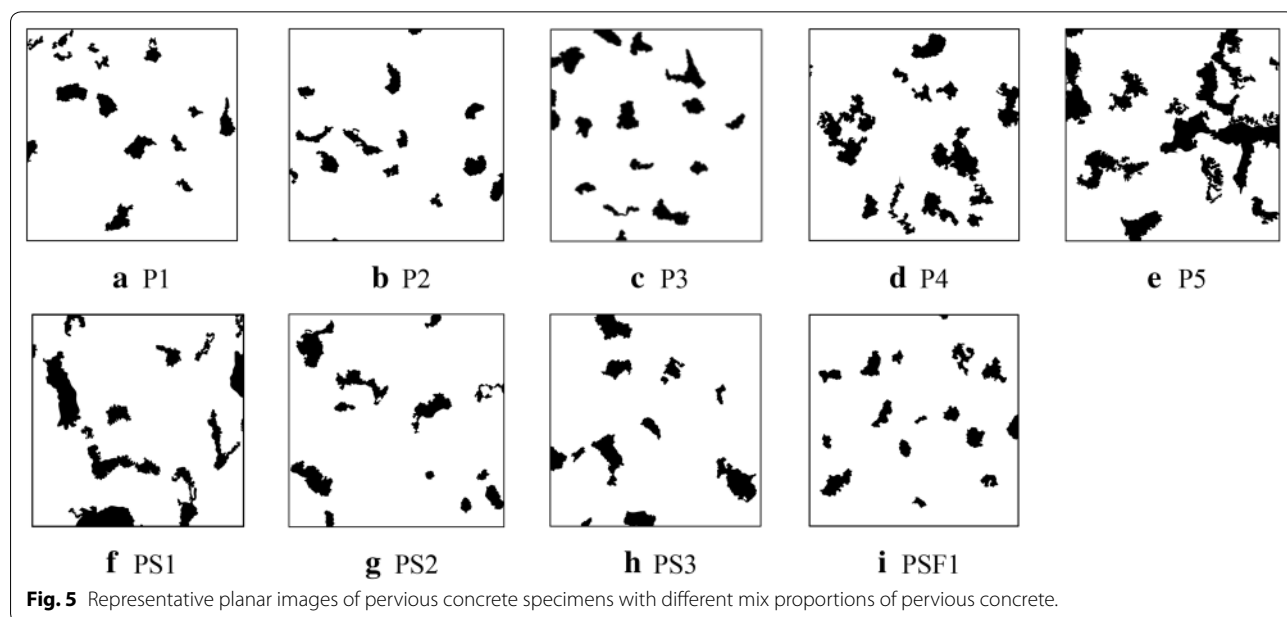 a P1 b P2 c P3 d P4 e P5
f PS1 g PS2 h PS3 i PSF1
Fig. 5 Representative planar images of pervious concrete specimens with different mix proportions of pervious concrete.